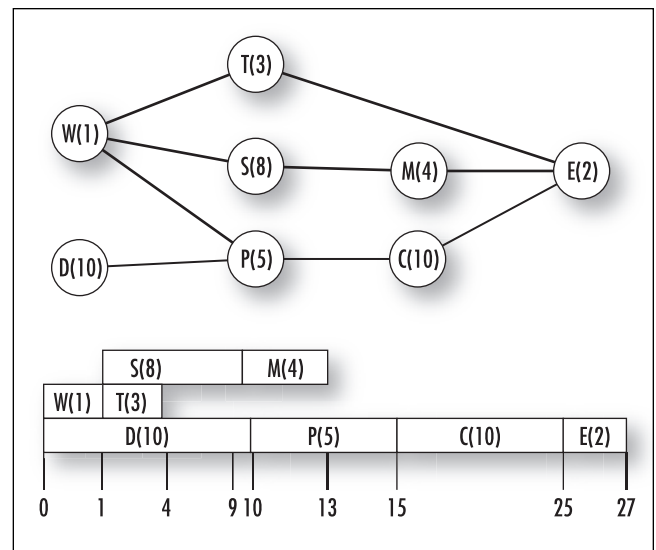 T(3)
W(1)
S(8) M(4) E(2)
D(10) P(5) C(10)
S(8) M(4)
W(1) T(3)
D(10) P(5) C(10) E(2)
0 1 4 9 10 13 15 25 27